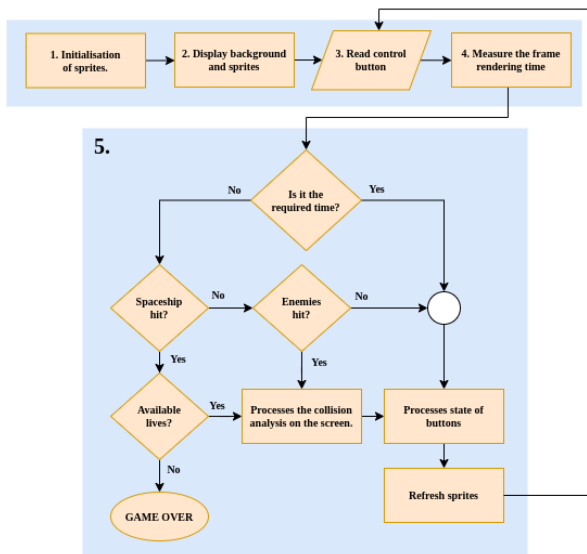 1. Initialisation
of sprites.
2. Display background
and sprites
3. Read control
button
4. Measure the frame
rendering time
5.
Is it the
required time?
No
Yes
Spaceship
hit?
No
Enemies
hit?
No
Yes
Yes
Available
lives?
Yes
Processes the collision
analysis on the screen.
Processes state of
buttons
No
GAME OVER
Refresh sprites